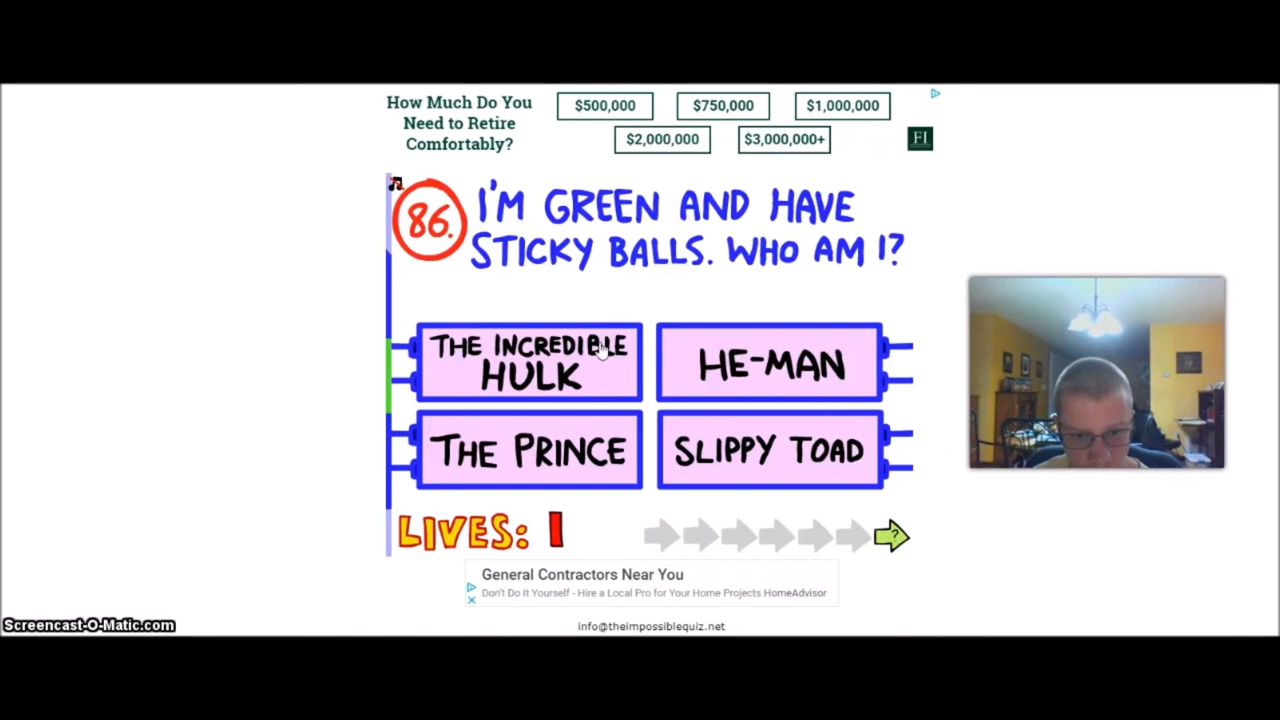 How Much Do You
Need to Retire
Comfortably?
$500,000
$750,000
$1,000,000
$2,000,000
$3,000,000+
FI
86.
I'M GREEN AND HAVE
STICKY BALLS. WHO AM I?
THE INCREDIBLE
HULK
HE-MAN
THE PRINCE
SLIPPY TOAD
LIVES: 1
?
General Contractors Near You
Don't Do It Yourself - Hire a Local Pro for Your Home Projects HomeAdvisor
Screencast-O-Matic.com
info@theimpossiblequiz.net